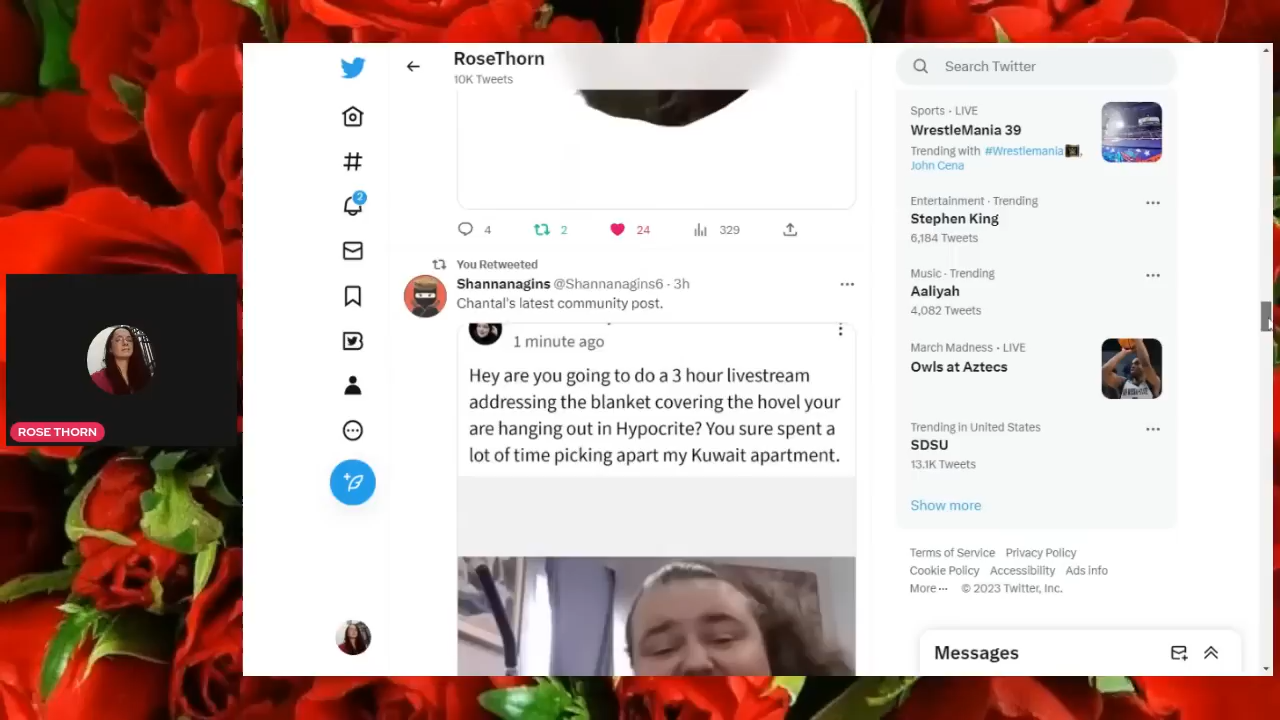 RoseThorn
10K Tweets
4
2
24
329
You Retweeted
Shannanagins @Shannanagins6 · 3h
Chantal's latest community post.
1 minute ago
Hey are you going to do a 3 hour livestream
addressing the blanket covering the hovel your
are hanging out in Hypocrite? You sure spent a
lot of time picking apart my Kuwait apartment.
2
ROSE THORN
Search Twitter
Sports · LIVE
WrestleMania 39
Trending with #Wrestlemania,
John Cena
Entertainment · Trending
Stephen King
6,184 Tweets
Music · Trending
Aaliyah
4,082 Tweets
March Madness · LIVE
Owls at Aztecs
Trending in United States
SDSU
13.1K Tweets
Show more
Terms of Service Privacy Policy
Cookie Policy Accessibility Ads info
More ··· © 2023 Twitter, Inc.
Messages